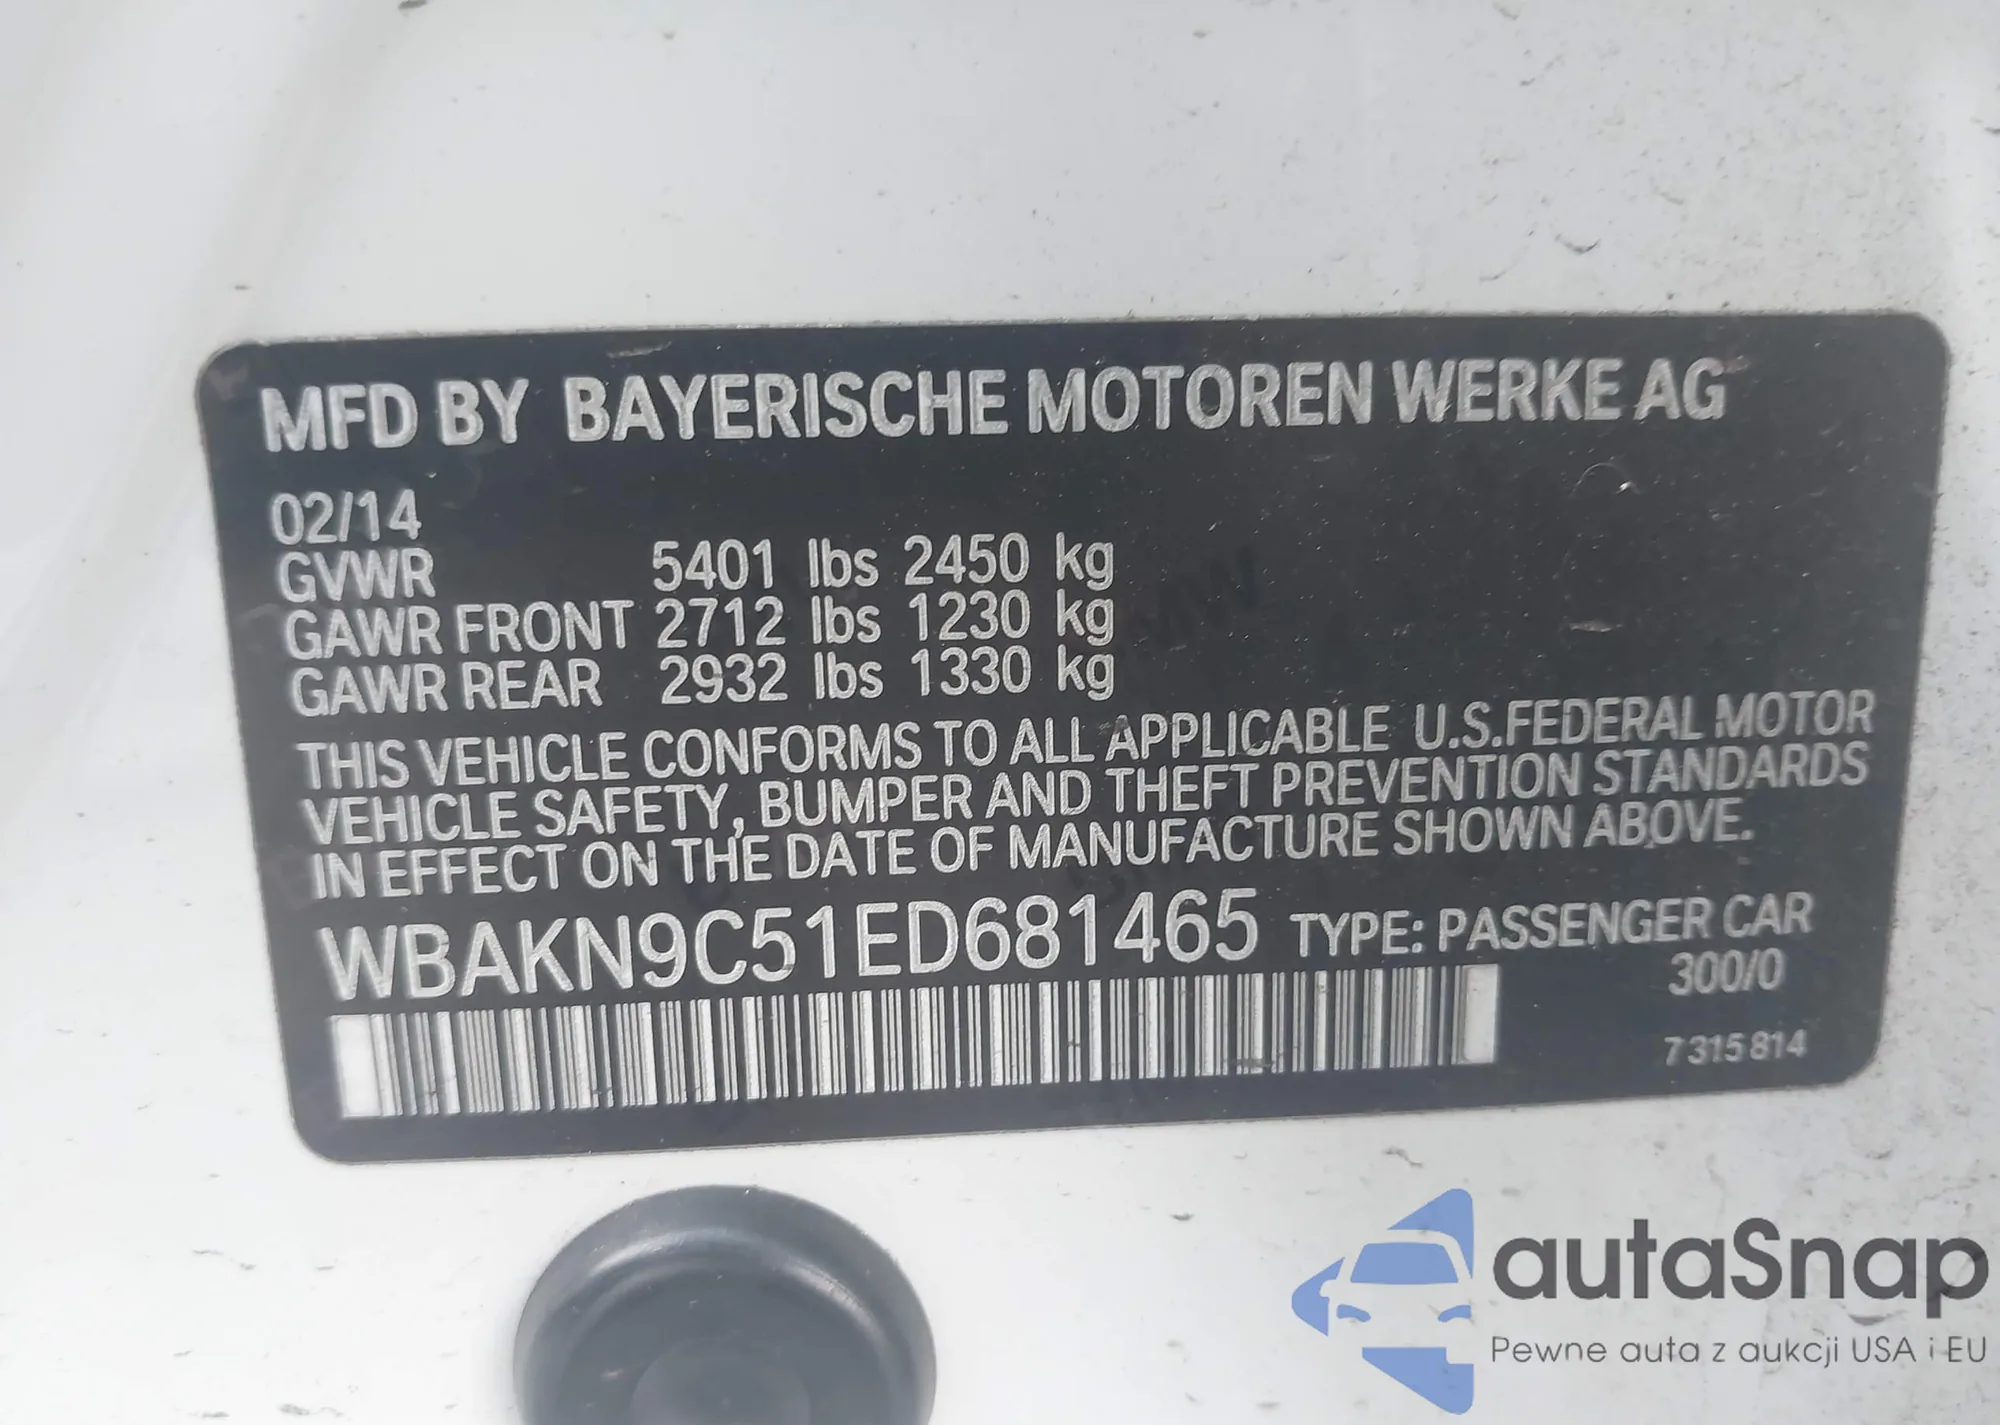 MFD BY BAYERISCHE MOTOREN WERKE AG
02/14
GVWR 5401 lbs 2450 kg
GAWR FRONT 2712 lbs 1230 kg
GAWR REAR 2932 lbs 1330 kg
THIS VEHICLE CONFORMS TO ALL APPLICABLE U.S.FEDERAL MOTOR
VEHICLE SAFETY, BUMPER AND THEFT PREVENTION STANDARDS
IN EFFECT ON THE DATE OF MANUFACTURE SHOWN ABOVE.
WBAKN9C51ED681465 TYPE: PASSENGER CAR
300/0
7 315 814
autaSnap
Pewne auta z aukcji USA i EU